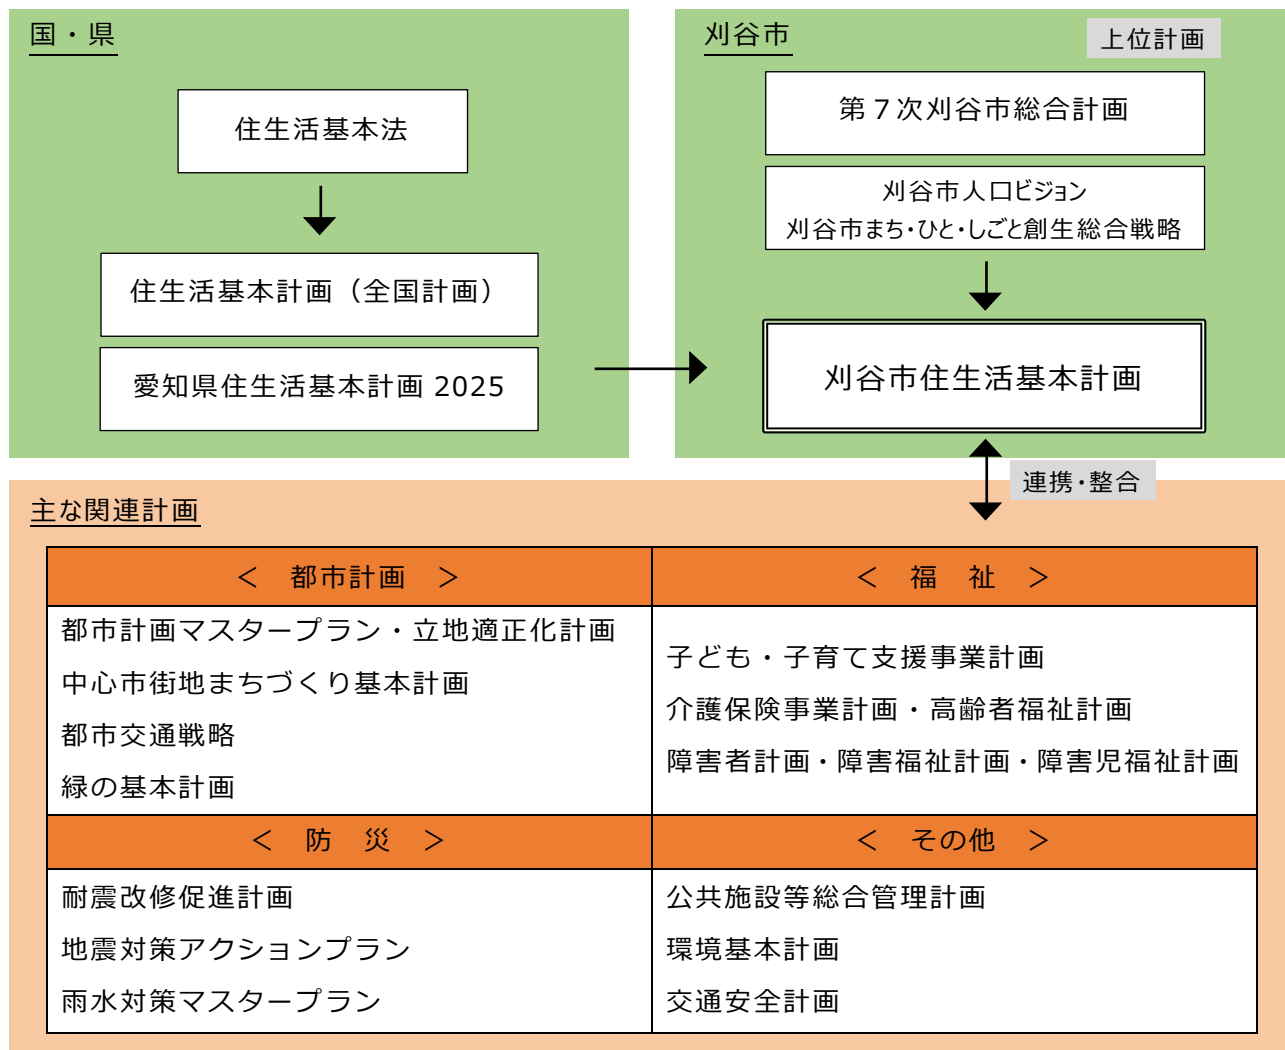 国・県
住生活基本法
住生活基本計画（全国計画）
愛知県住生活基本計画 2025
刈谷市
上位計画
第７次刈谷市総合計画
刈谷市人口ビジョン
刈谷市まち・ひと・しごと創生総合戦略
刈谷市住生活基本計画
連携・整合
主な関連計画
＜　都市計画　＞
都市計画マスタープラン・立地適正化計画
中心市街地まちづくり基本計画
都市交通戦略
緑の基本計画
＜　福　祉　＞
子ども・子育て支援事業計画
介護保険事業計画・高齢者福祉計画
障害者計画・障害福祉計画・障害児福祉計画
＜　防　災　＞
耐震改修促進計画
地震対策アクションプラン
雨水対策マスタープラン
＜　その他　＞
公共施設等総合管理計画
環境基本計画
交通安全計画